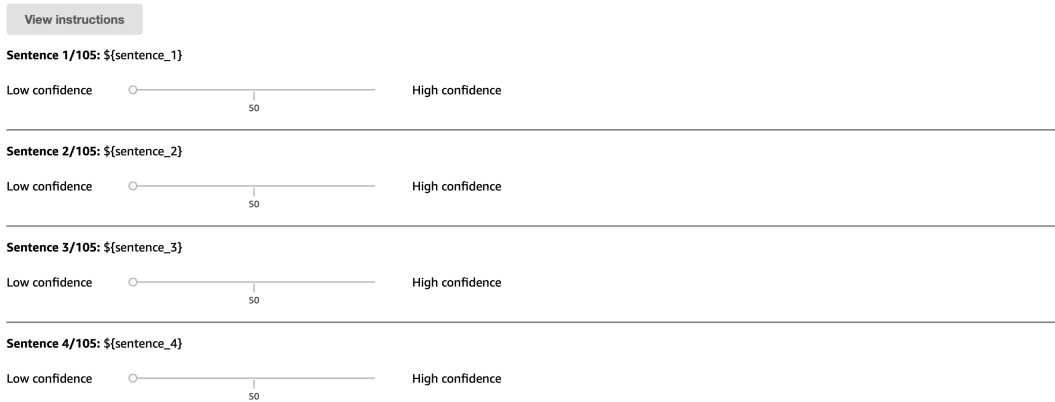 View instructions
Sentence 1/105: ${sentence_1}
Low confidence High confidence
50
Sentence 2/105: ${sentence_2}
Low confidence High confidence
50
Sentence 3/105: ${sentence_3}
Low confidence High confidence
50
Sentence 4/105: ${sentence_4}
Low confidence High confidence
50